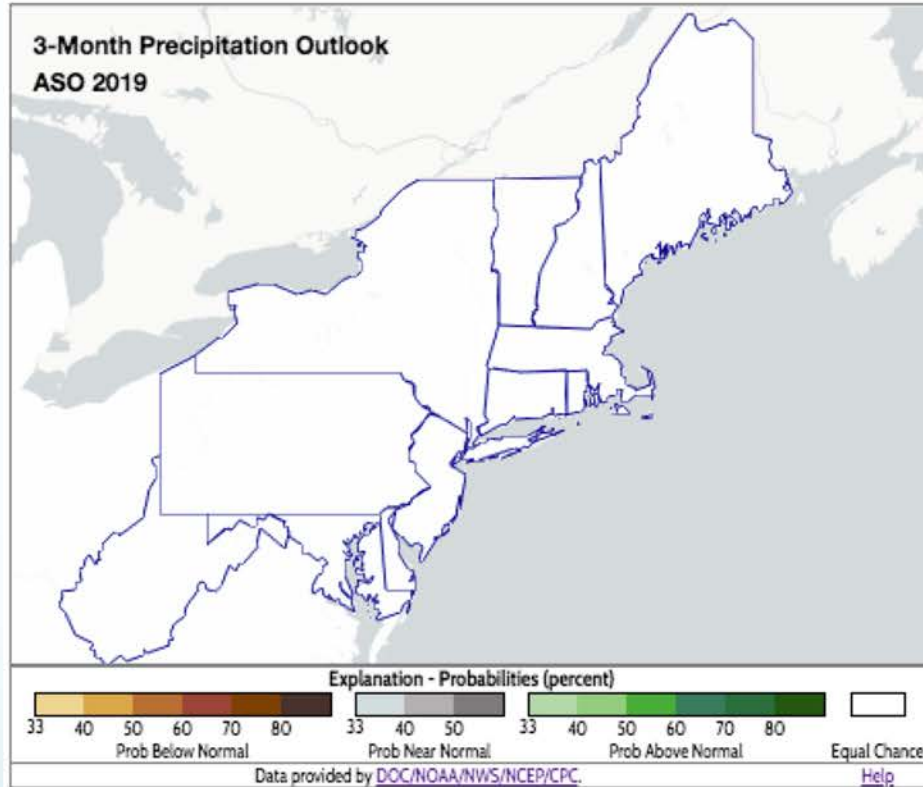 3-Month Precipitation Outlook
ASO 2019
Explanation - Probabilities (percent)
33 40 50 60 70 80 33 40 50 33 40 50 60 70 80
Prob Below Normal Prob Near Normal Prob Above Normal Equal Chance
Data provided by DOC/NOAA/NWS/NCEP/CPC. Help